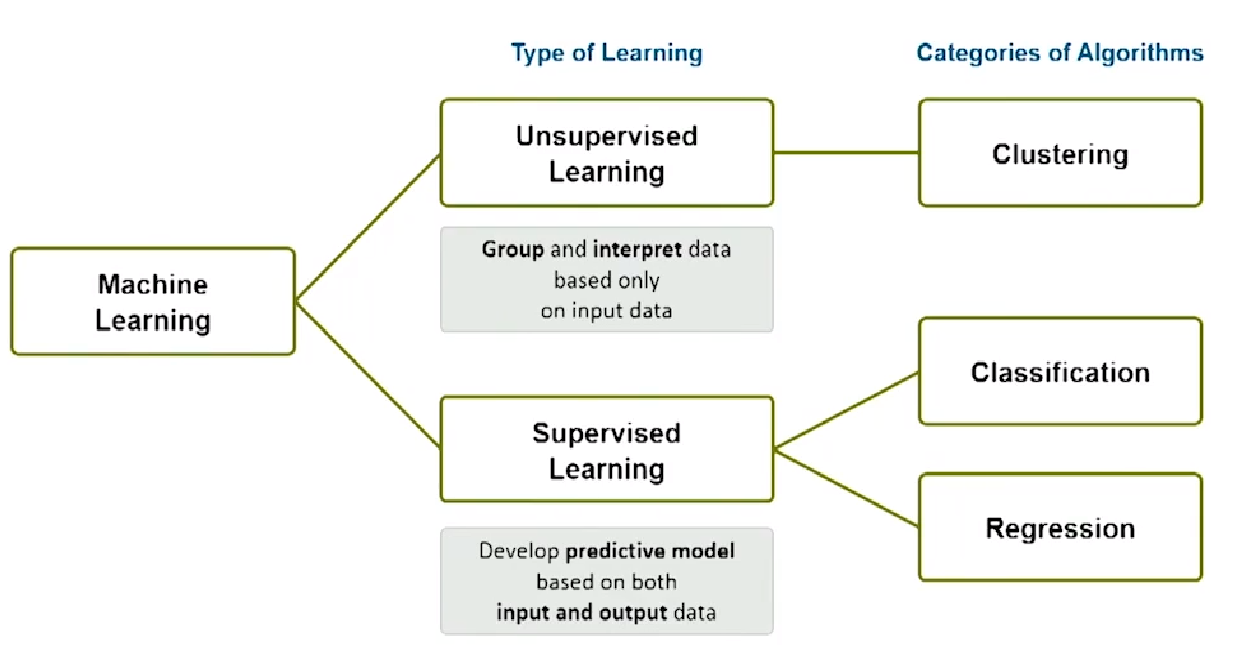 Type of Learning
Categories of Algorithms
Unsupervised
Learning
Clustering
Group and interpret data
based only
on input data
Machine
Learning
Classification
Supervised
Learning
Regression
Develop predictive model
based on both
input and output data